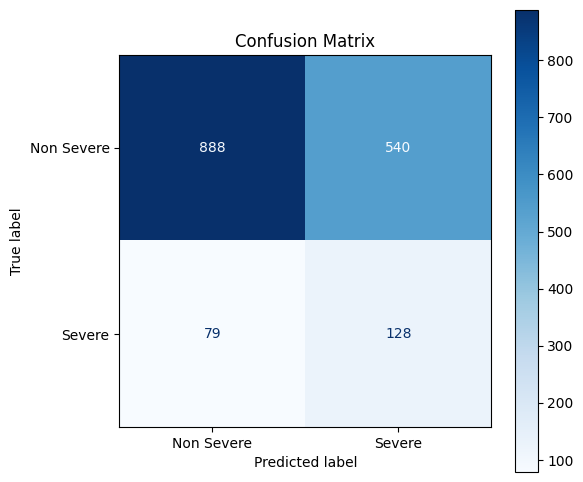 Confusion Matrix
Non Severe
888
540
Severe
79
128
Non Severe
Severe
Predicted label
True label
800
700
600
500
400
300
200
100